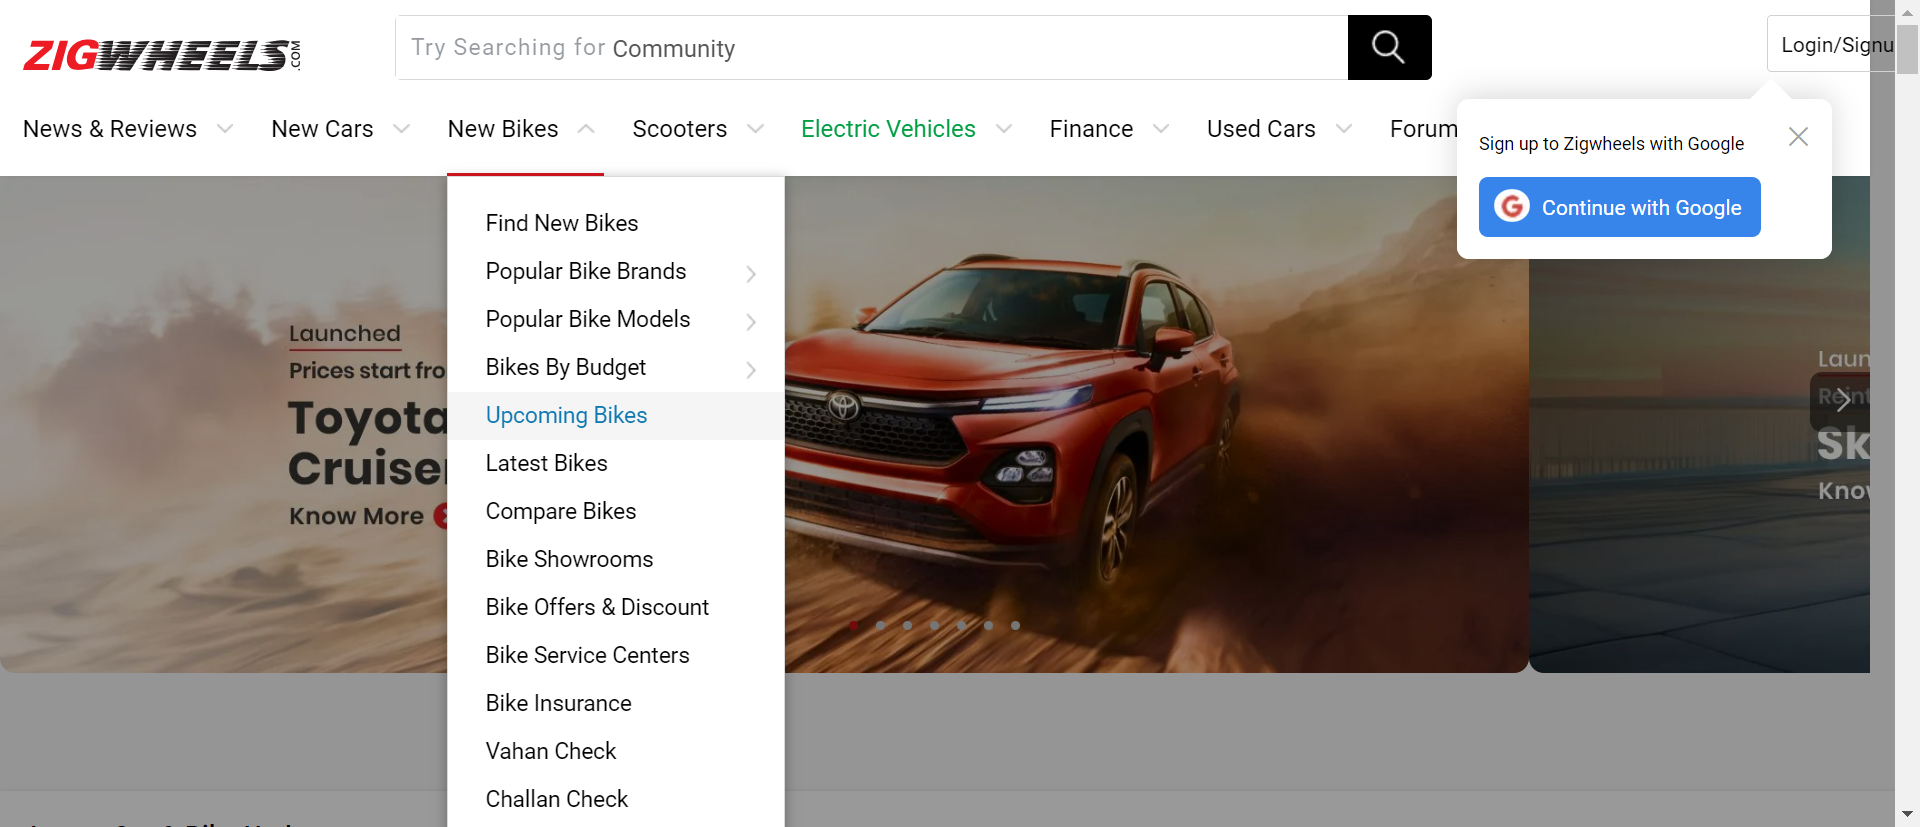 ZIGWHEELS.COM
Try Searching for Community
Login/Signu
News & Reviews
New Cars
New Bikes
Scooters
Electric Vehicles
Finance
Used Cars
Forum
Sign up to Zigwheels with Google
Continue with Google
Find New Bikes
Popular Bike Brands
Popular Bike Models
Bikes By Budget
Upcoming Bikes
Latest Bikes
Compare Bikes
Bike Showrooms
Bike Offers & Discount
Bike Service Centers
Bike Insurance
Vahan Check
Challan Check
Launched
Prices start fro
Toyota
Cruiser
Know More
Laun
Reint
Sk
Know